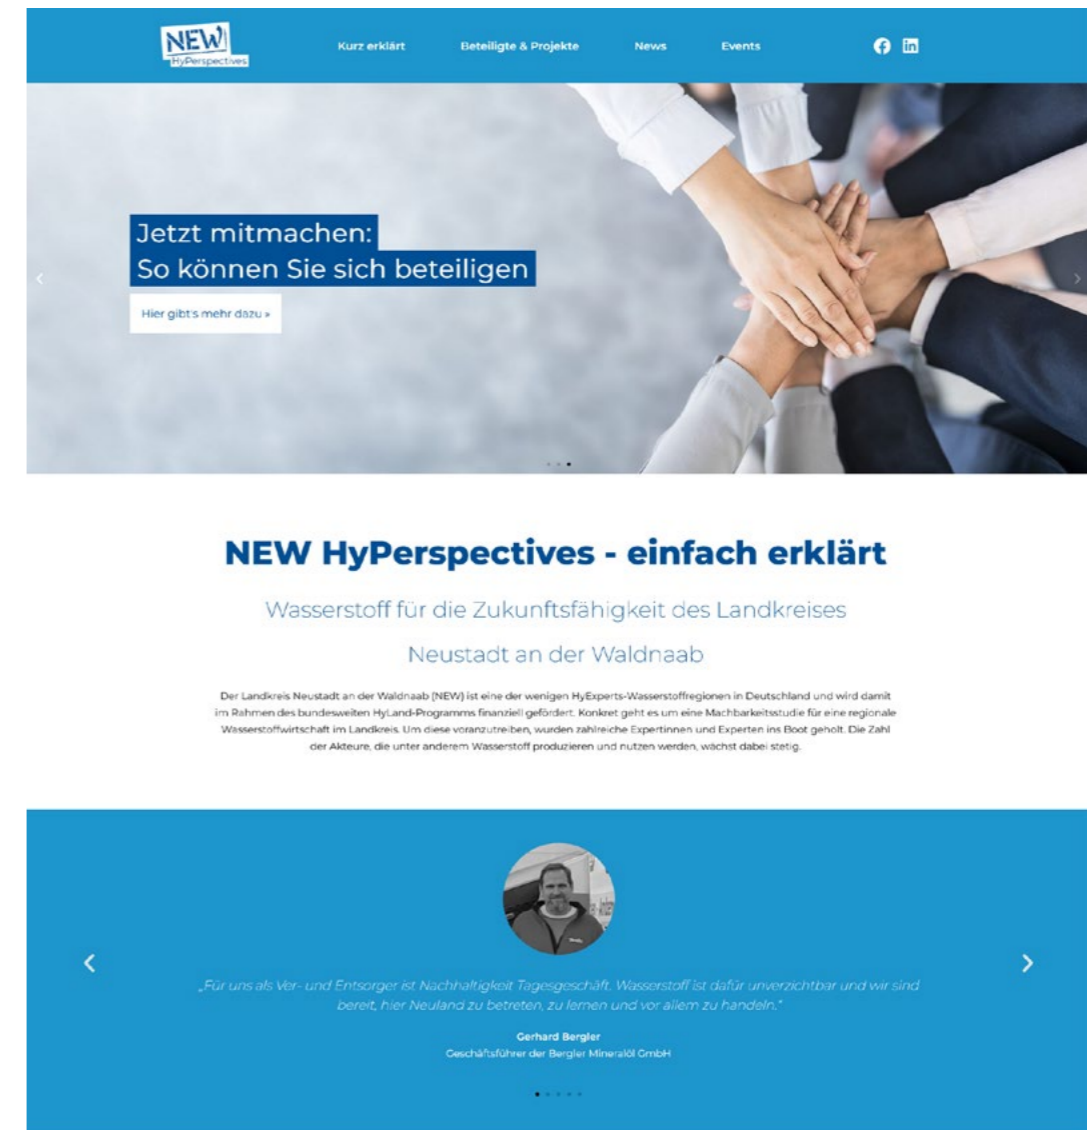 NEW
HyPerspectives
Kurz erklärt
Beteiligte & Projekte
News
Events
Jetzt mitmachen:
So können Sie sich beteiligen
Hier gibt's mehr dazu »
NEW HyPerspectives - einfach erklärt
Wasserstoff für die Zukunftsfähigkeit des Landkreises
Neustadt an der Waldnaab
Der Landkreis Neustadt an der Waldnaab (NEW) ist eine der wenigen HyExperts-Wasserstoffregionen in Deutschland und wird damit
im Rahmen des bundesweiten HyLand-Programms finanziell gefördert. Konkret geht es um eine Machbarkeitsstudie für eine regionale
Wasserstoffwirtschaft im Landkreis. Um diese voranzutreiben, wurden zahlreiche Expertinnen und Experten ins Boot geholt. Die Zahl
der Akteure, die unter anderem Wasserstoff produzieren und nutzen werden, wächst dabei stetig.
„Für uns als Ver- und Entsorger ist Nachhaltigkeit Tagesgeschäft. Wasserstoff ist dafür unverzichtbar und wir sind
bereit, hier Neuland zu betreten, zu lernen und vor allem zu handeln."
Gerhard Bergler
Geschäftsführer der Bergler Mineralöl GmbH